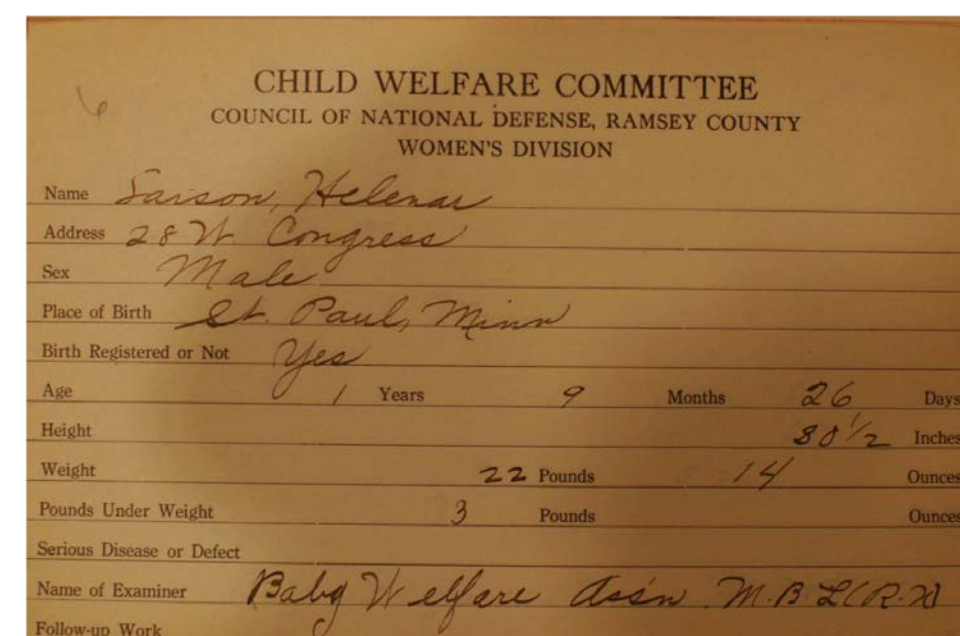 6
CHILD WELFARE COMMITTEE
COUNCIL OF NATIONAL DEFENSE, RAMSEY COUNTY
WOMEN'S DIVISION
Name Larson, Helenar
Address 28 W Congress
Sex Male
Place of Birth St. Paul, Minn
Birth Registered or Not Yes
Age 1 Years 9 Months 26 Days
Height 30 1/2 Inches
Weight 22 Pounds 14 Ounces
Pounds Under Weight 3 Pounds Ounces
Serious Disease or Defect
Name of Examiner Baby Welfare Ass'n M.B.L (R.N)
Follow-up Work